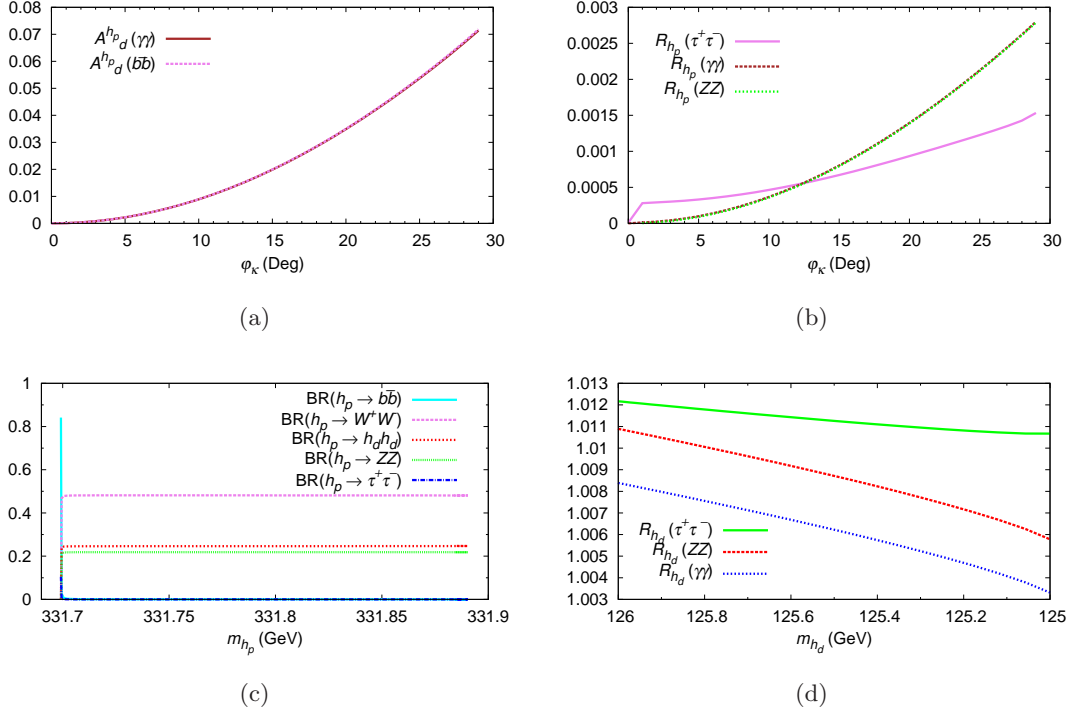 0.08
0.07
0.06
0.05
0.04
0.03
0.02
0.01
0
A^{h_p}_d (γγ)
A^{h_p}_d (bb̄)
0 5 10 15 20 25 30
φ_κ (Deg)
(a)
0.003
0.0025
0.002
0.0015
0.001
0.0005
0
R_{h_p} (τ⁺τ⁻)
R_{h_p} (γγ)
R_{h_p} (ZZ)
0 5 10 15 20 25 30
φ_κ (Deg)
(b)
1
0.8
0.6
0.4
0.2
0
BR(h_p → bb̄)
BR(h_p → W⁺W⁻)
BR(h_p → h_d h_d)
BR(h_p → ZZ)
BR(h_p → τ⁺τ⁻)
331.7 331.75 331.8 331.85 331.9
m_{h_p} (GeV)
(c)
1.013
1.012
1.011
1.01
1.009
1.008
1.007
1.006
1.005
1.004
1.003
R_{h_d} (τ⁺τ⁻)
R_{h_d} (ZZ)
R_{h_d} (γγ)
126 125.8 125.6 125.4 125.2 125
m_{h_d} (GeV)
(d)